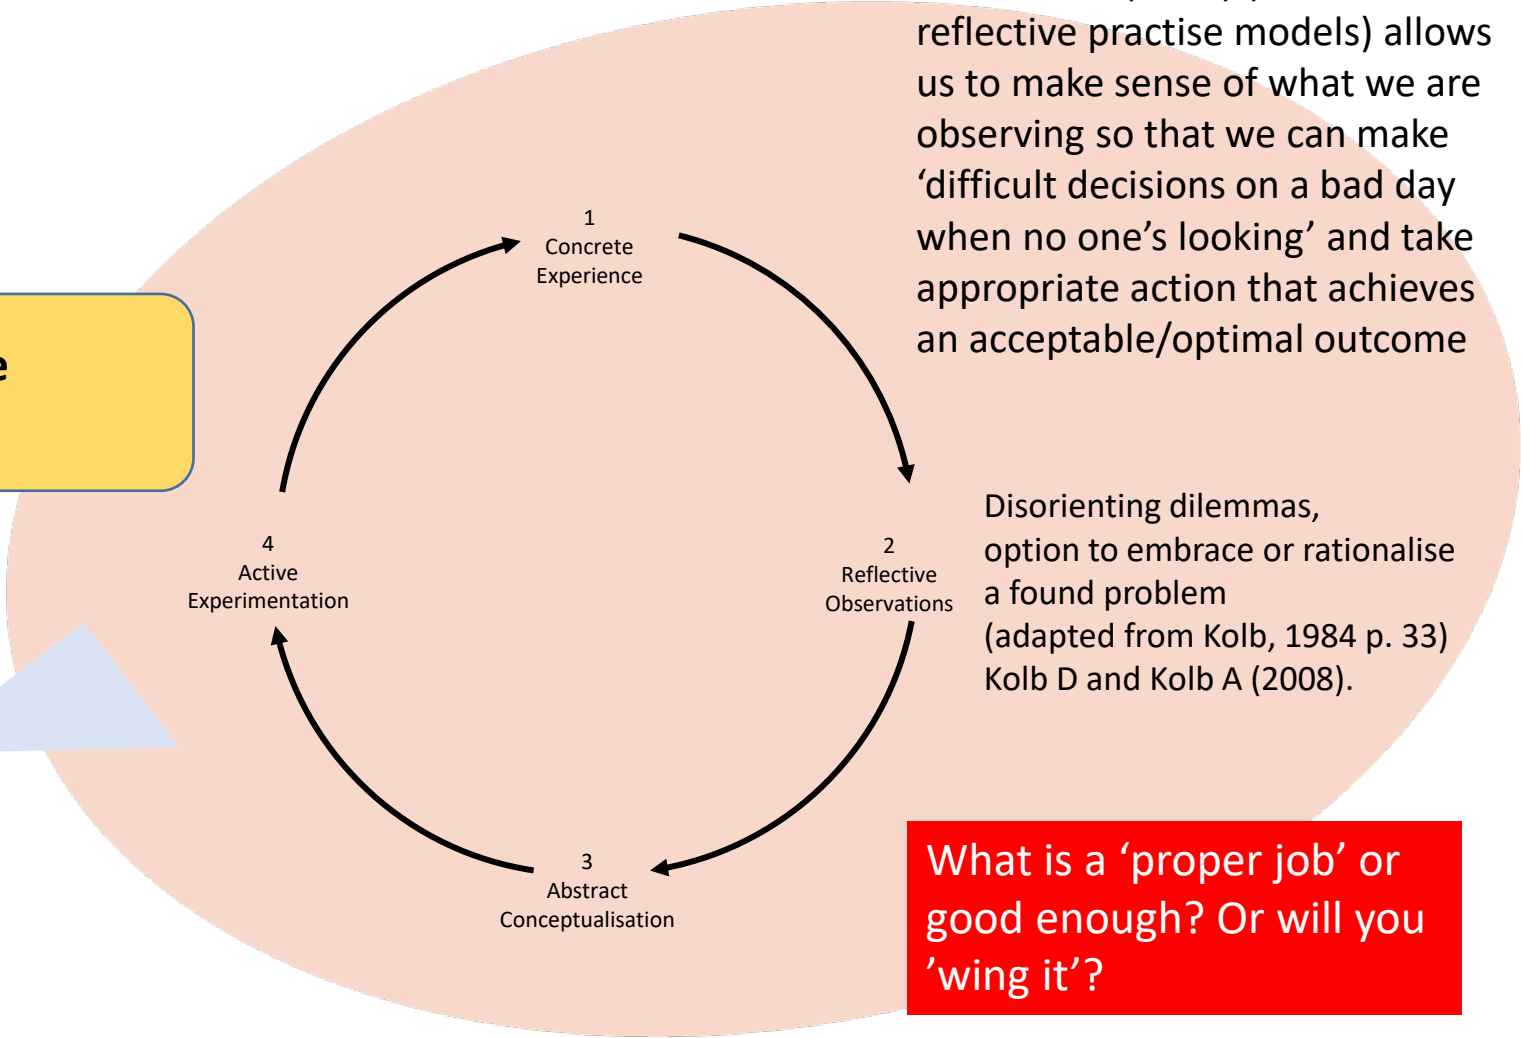 reflective practise models) allows
us to make sense of what we are
observing so that we can make
‘difficult decisions on a bad day
when no one’s looking’ and take
appropriate action that achieves
an acceptable/optimal outcome
1
Concrete
Experience
4
Active
Experimentation
2
Reflective
Observations
Disorienting dilemmas,
option to embrace or rationalise
a found problem
(adapted from Kolb, 1984 p. 33)
Kolb D and Kolb A (2008).
3
Abstract
Conceptualisation
What is a ‘proper job’ or
good enough? Or will you
’wing it’?